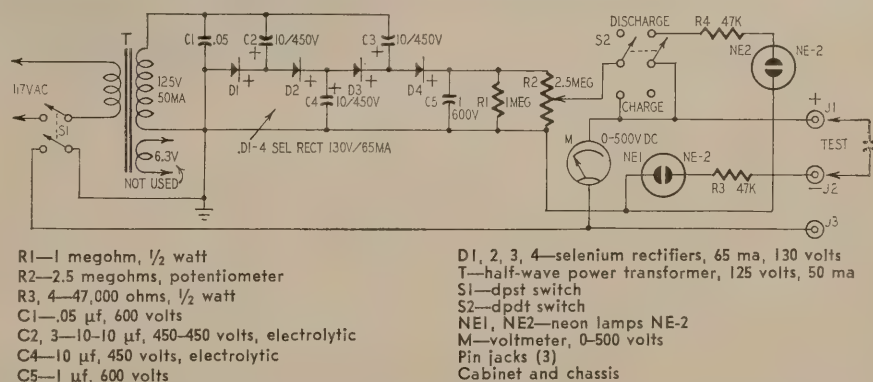 T
117VAC
S1
125V
50MA
6.3V
NOT USED
C1 .05
C2 10/450V
C3 10/450V
D1
D2
D3
D4
C4 10/450V
C5 1
600V
R1 1MEG
R2 2.5MEG
.D1-4 SEL RECT 130V/65MA
DISCHARGE
S2
CHARGE
R4 47K
NE2
NE-2
M
0-500V DC
NE1
NE-2
R3 47K
+
J1
TEST
—J2
J3
R1—1 megohm, 1/2 watt
R2—2.5 megohms, potentiometer
R3, 4—47,000 ohms, 1/2 watt
C1—.05 μf, 600 volts
C2, 3—10-10 μf, 450-450 volts, electrolytic
C4—10 μf, 450 volts, electrolytic
C5—1 μf, 600 volts
D1, 2, 3, 4—selenium rectifiers, 65 ma, 130 volts
T—half-wave power transformer, 125 volts, 50 ma
S1—dpst switch
S2—dpdt switch
NE1, NE2—neon lamps NE-2
M—voltmeter, 0-500 volts
Pin jacks (3)
Cabinet and chassis